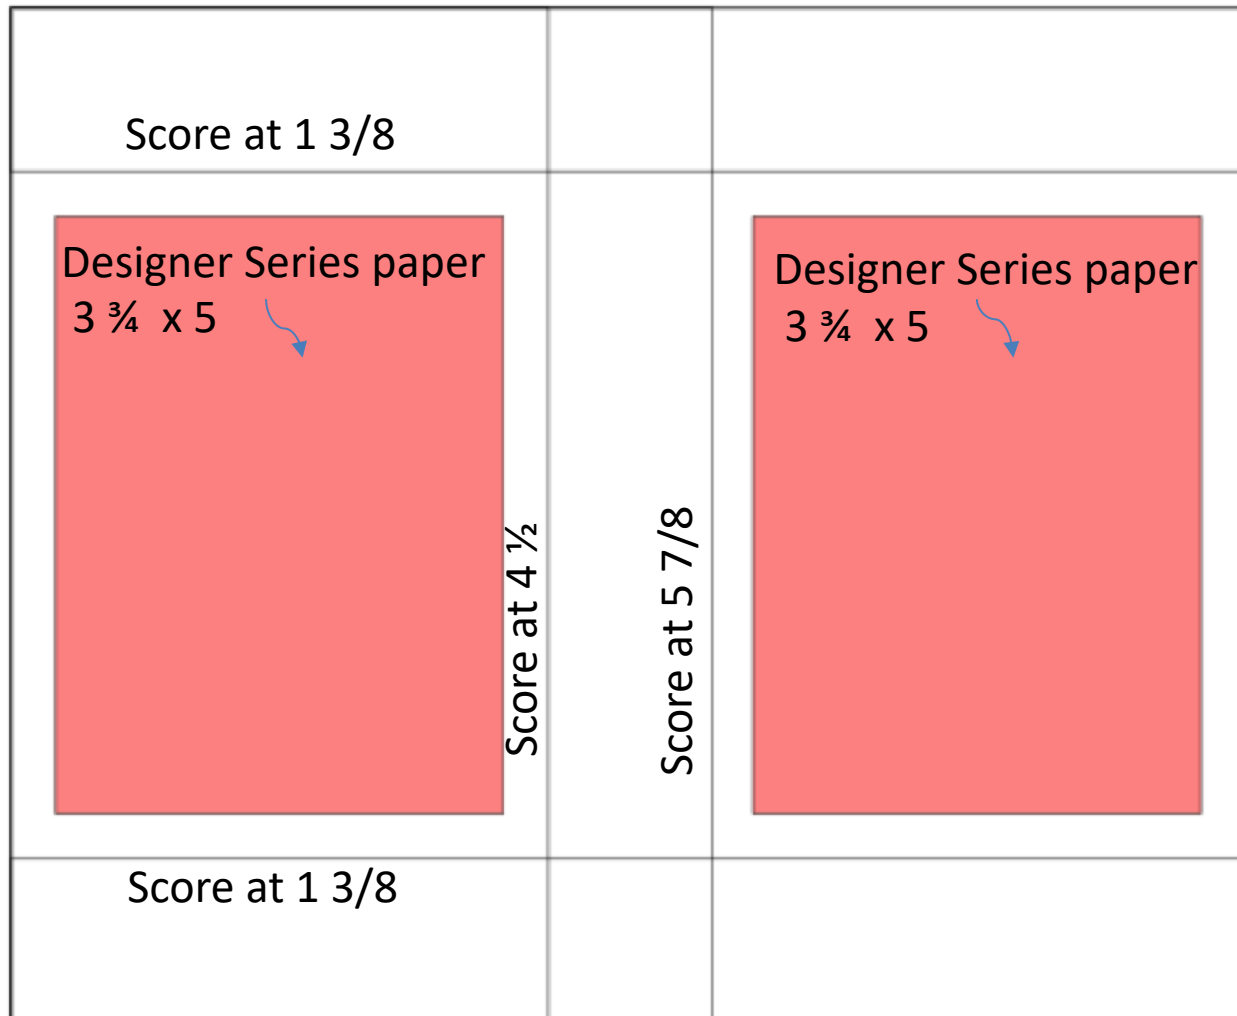 Score at 1 3/8
Designer Series paper
3 ¾ x 5
Designer Series paper
3 ¾ x 5
Score at 4 ½
Score at 5 7/8
Score at 1 3/8